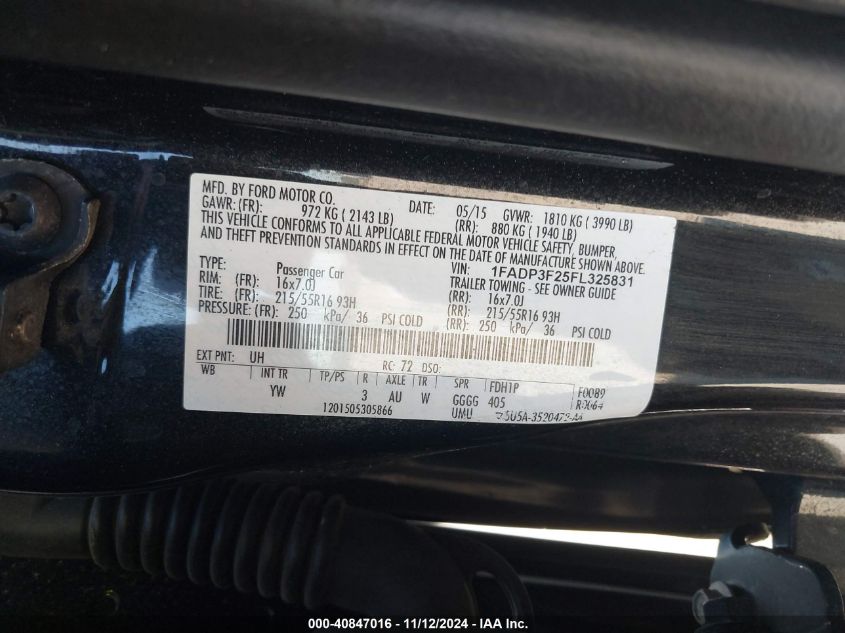 MFD. BY FORD MOTOR CO.
DATE: 05/15 GVWR: 1810 KG ( 3990 LB)
GAWR: (FR): 972 KG ( 2143 LB) (RR): 880 KG ( 1940 LB)
THIS VEHICLE CONFORMS TO ALL APPLICABLE FEDERAL MOTOR VEHICLE SAFETY, BUMPER,
AND THEFT PREVENTION STANDARDS IN EFFECT ON THE DATE OF MANUFACTURE SHOWN ABOVE.
VIN: 1FADP3F25FL325831
TYPE: Passenger Car TRAILER TOWING - SEE OWNER GUIDE
RIM: (FR): 16x7.0J (RR): 16x7.0J
TIRE: (FR): 215/55R16 93H (RR): 215/55R16 93H
PRESSURE: (FR): 250 kPa/ 36 PSI COLD (RR): 250 kPa/ 36 PSI COLD
EXT PNT: UH RC: 72 DSO:
WB INT TR TP/PS R AXLE TR SPR FDH1P F0089
YW 3 AU W GGGG 405
1201505305866 UMU
000-40847016 - 11/12/2024 - IAA Inc.